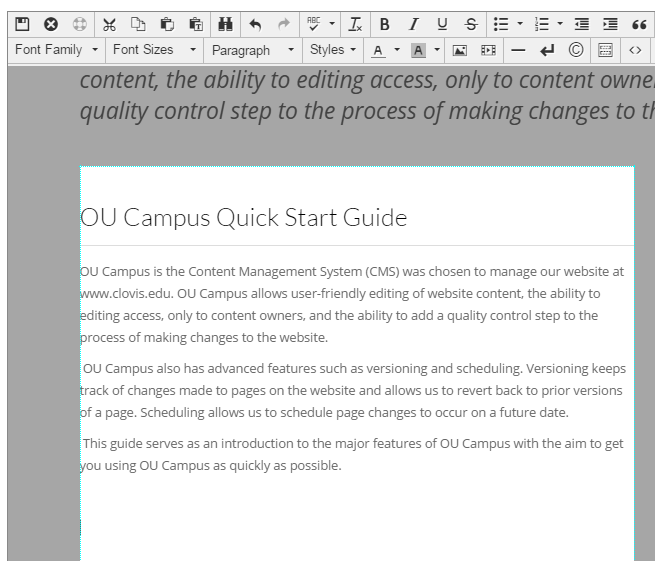 ABC
Font Family Font Sizes Paragraph Styles A A
content, the ability to editing access, only to content owne
quality control step to the process of making changes to th
OU Campus Quick Start Guide
OU Campus is the Content Management System (CMS) was chosen to manage our website at
www.clovis.edu. OU Campus allows user-friendly editing of website content, the ability to
editing access, only to content owners, and the ability to add a quality control step to the
process of making changes to the website.
OU Campus also has advanced features such as versioning and scheduling. Versioning keeps
track of changes made to pages on the website and allows us to revert back to prior versions
of a page. Scheduling allows us to schedule page changes to occur on a future date.
This guide serves as an introduction to the major features of OU Campus with the aim to get
you using OU Campus as quickly as possible.